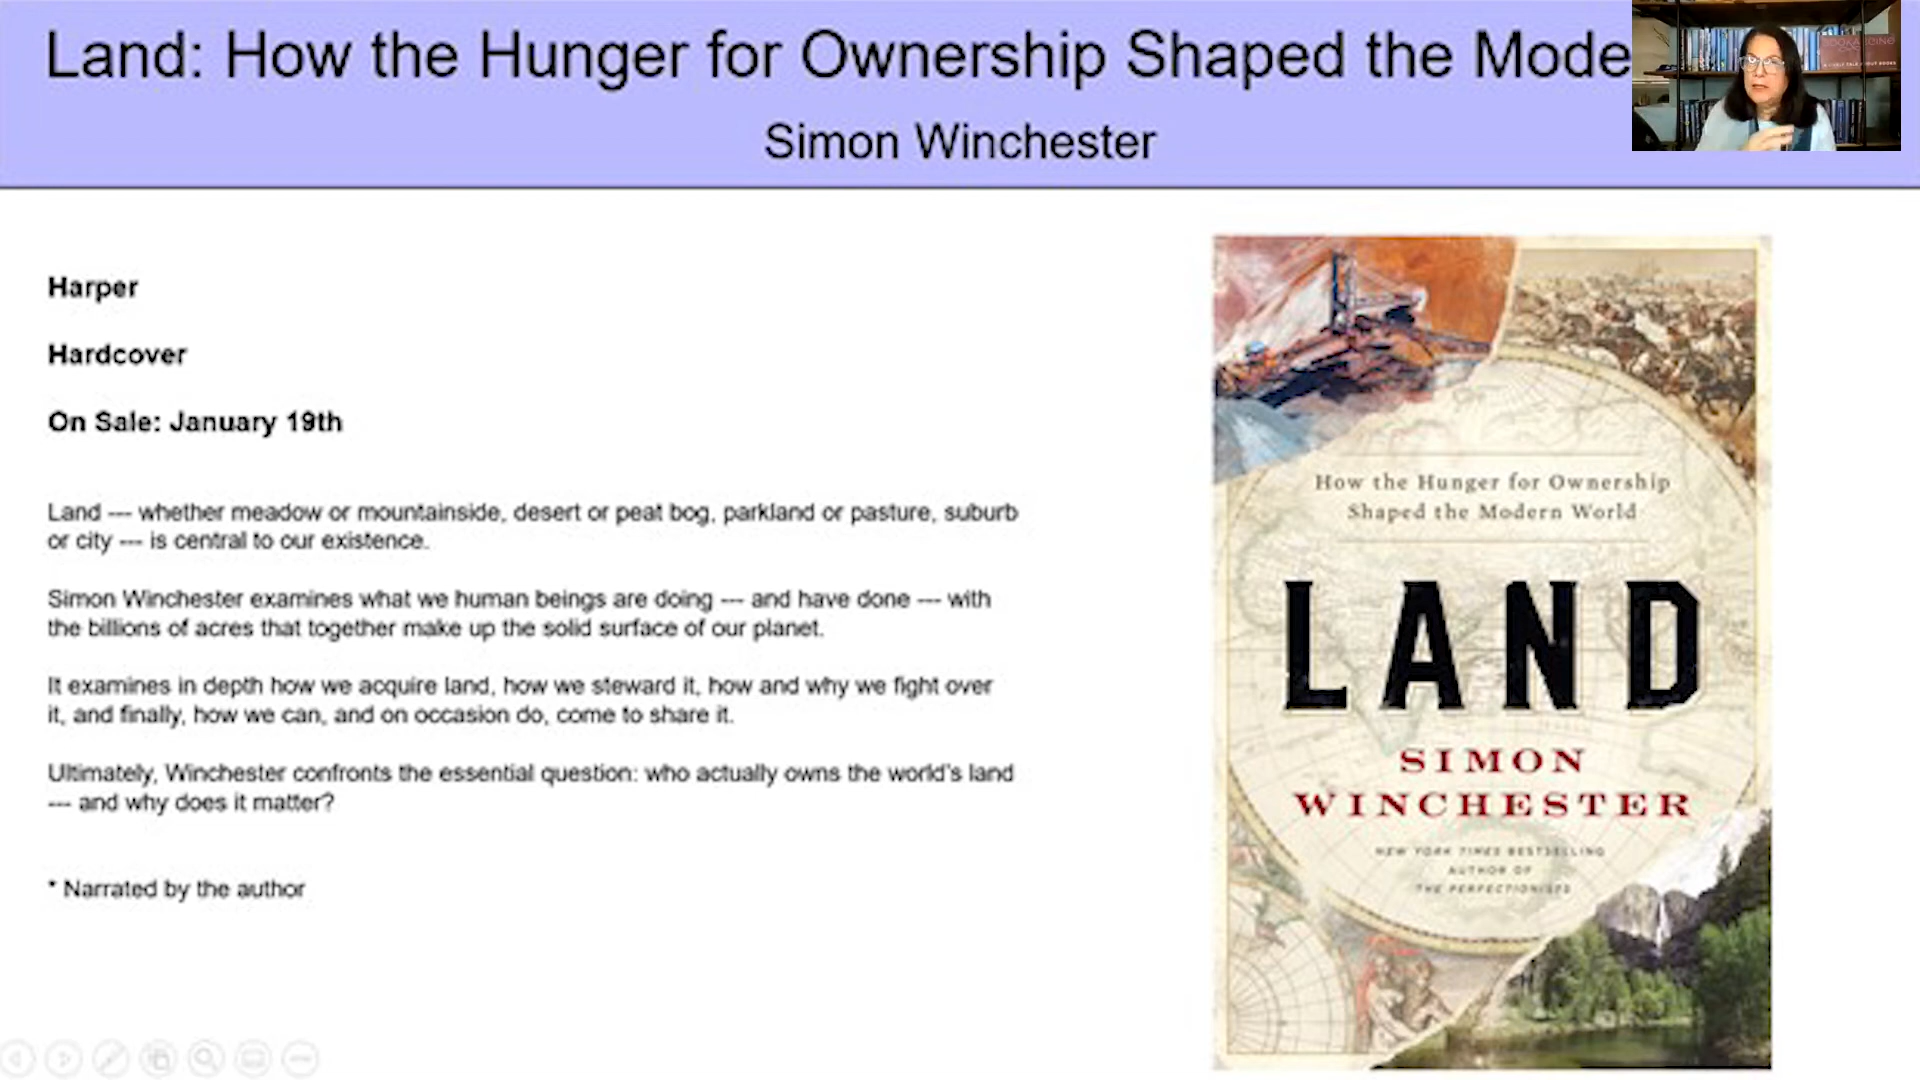 Land: How the Hunger for Ownership Shaped the Mode
Simon Winchester
Harper
Hardcover
On Sale: January 19th
Land --- whether meadow or mountainside, desert or peat bog, parkland or pasture, suburb
or city --- is central to our existence.
Simon Winchester examines what we human beings are doing --- and have done --- with
the billions of acres that together make up the solid surface of our planet.
It examines in depth how we acquire land, how we steward it, how and why we fight over
it, and finally, how we can, and on occasion do, come to share it.
Ultimately, Winchester confronts the essential question: who actually owns the world's land
--- and why does it matter?
* Narrated by the author
How the Hunger for Ownership
Shaped the Modern World
LAND
SIMON
WINCHESTER
NEW YORK TIMES BESTSELLING
AUTHOR OF
THE PERFECTIONISTS